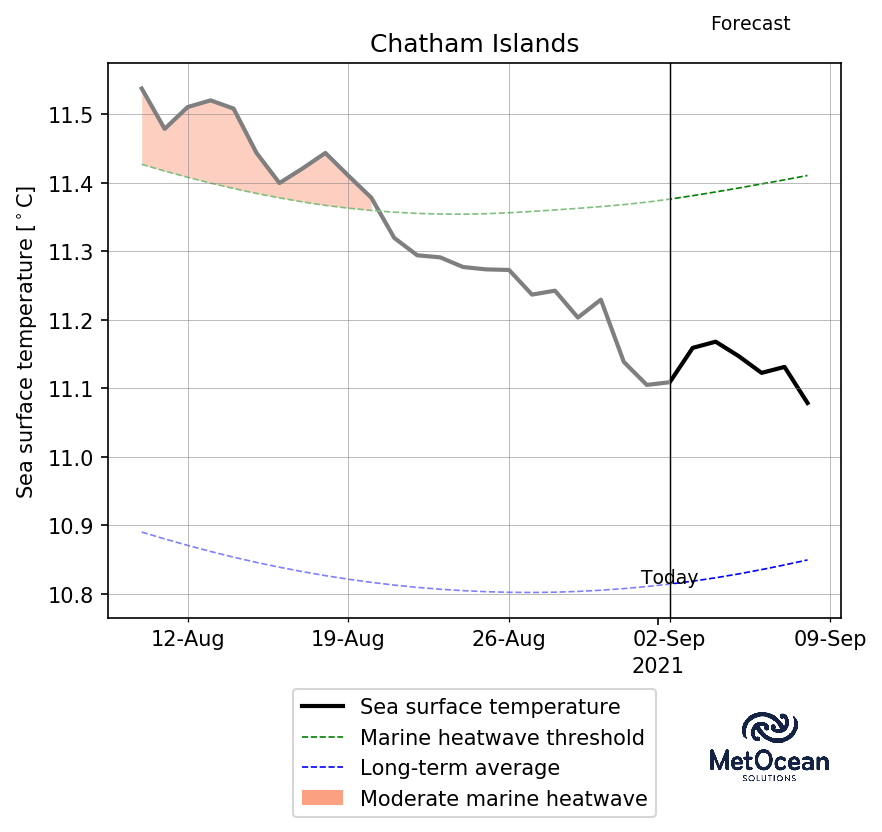 Forecast
Chatham Islands
Sea surface temperature [ °C]
11.5
11.4
11.3
11.2
11.1
11.0
10.9
10.8
Today
12-Aug 19-Aug 26-Aug 02-Sep 09-Sep
2021
Sea surface temperature
Marine heatwave threshold
Long-term average
Moderate marine heatwave
MetOcean
SOLUTIONS